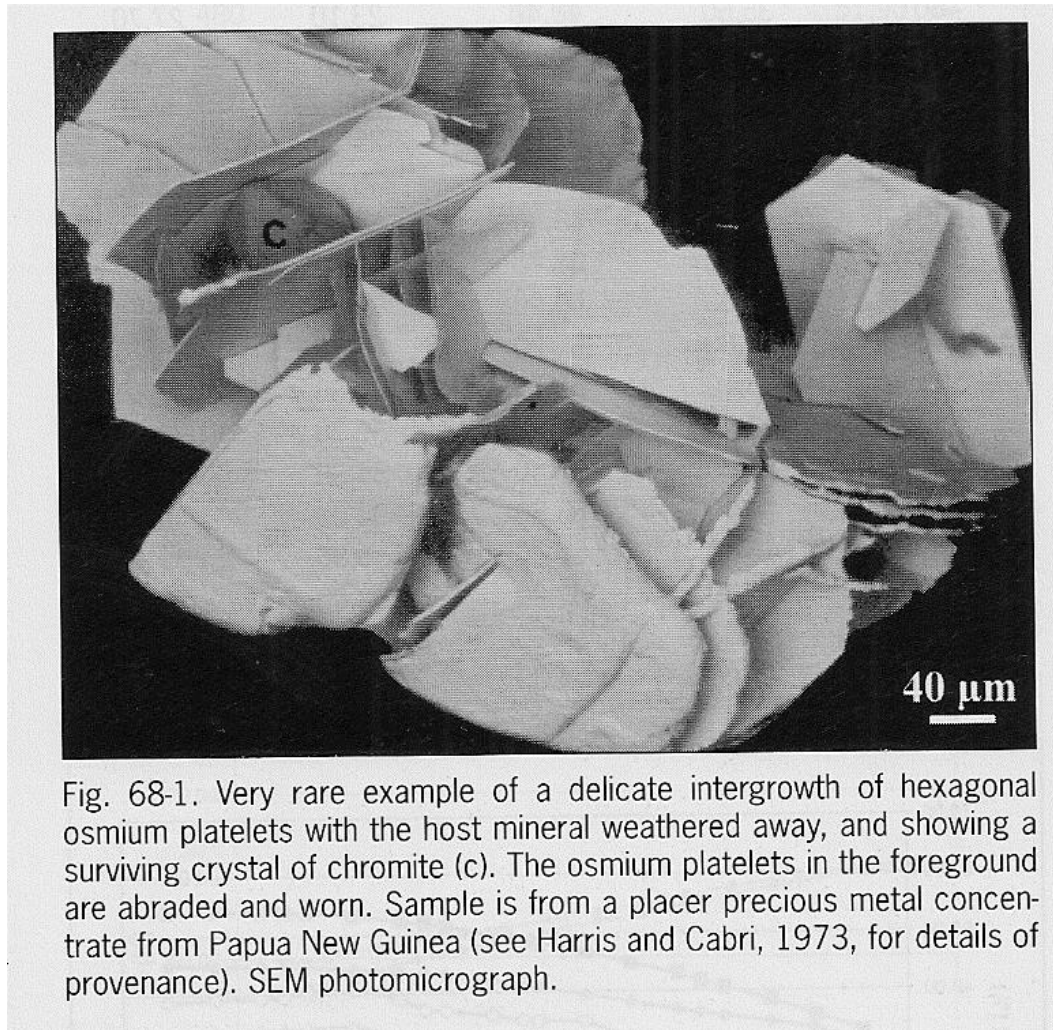 C
40 µm
Fig. 68-1. Very rare example of a delicate intergrowth of hexagonal
osmium platelets with the host mineral weathered away, and showing a
surviving crystal of chromite (c). The osmium platelets in the foreground
are abraded and worn. Sample is from a placer precious metal concen-
trate from Papua New Guinea (see Harris and Cabri, 1973, for details of
provenance). SEM photomicrograph.